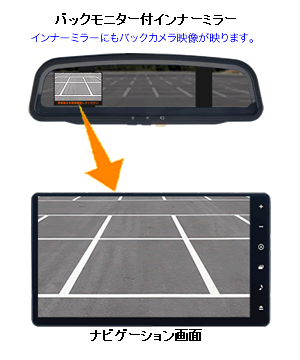 バックモニター付インナーミラー
インナーミラーにもバックカメラ映像が映ります。
ナビゲーション画面